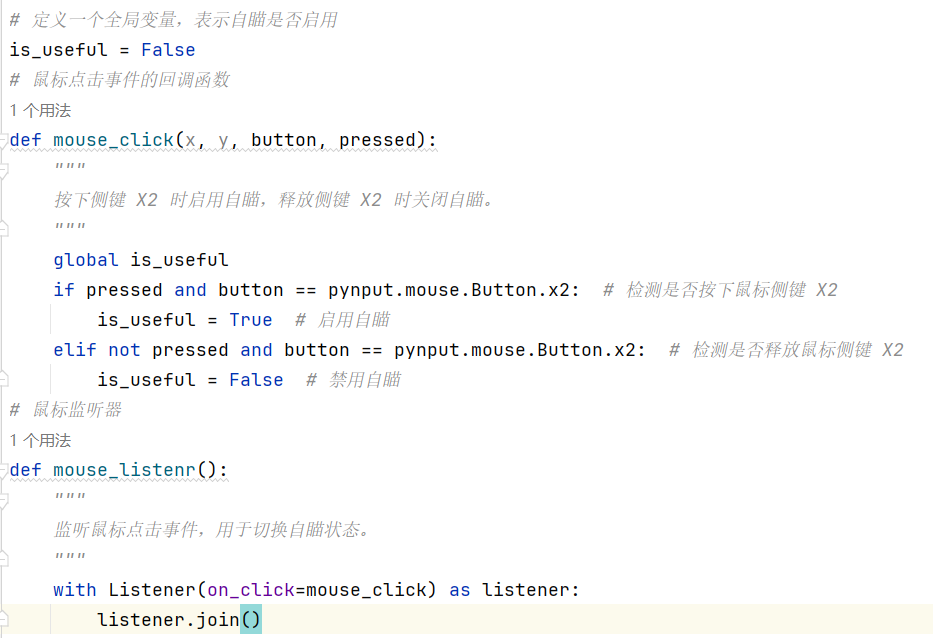 # 定义一个全局变量，表示自瞄是否启用
is_useful = False
# 鼠标点击事件的回调函数
1 个用法
def mouse_click(x, y, button, pressed):
    """
    按下侧键 X2 时启用自瞄，释放侧键 X2 时关闭自瞄。
    """
    global is_useful
    if pressed and button == pynput.mouse.Button.x2:  # 检测是否按下鼠标侧键 X2
        is_useful = True  # 启用自瞄
    elif not pressed and button == pynput.mouse.Button.x2:  # 检测是否释放鼠标侧键 X2
        is_useful = False  # 禁用自瞄
# 鼠标监听器
1 个用法
def mouse_listenr():
    """
    监听鼠标点击事件，用于切换自瞄状态。
    """
    with Listener(on_click=mouse_click) as listener:
        listener.join()